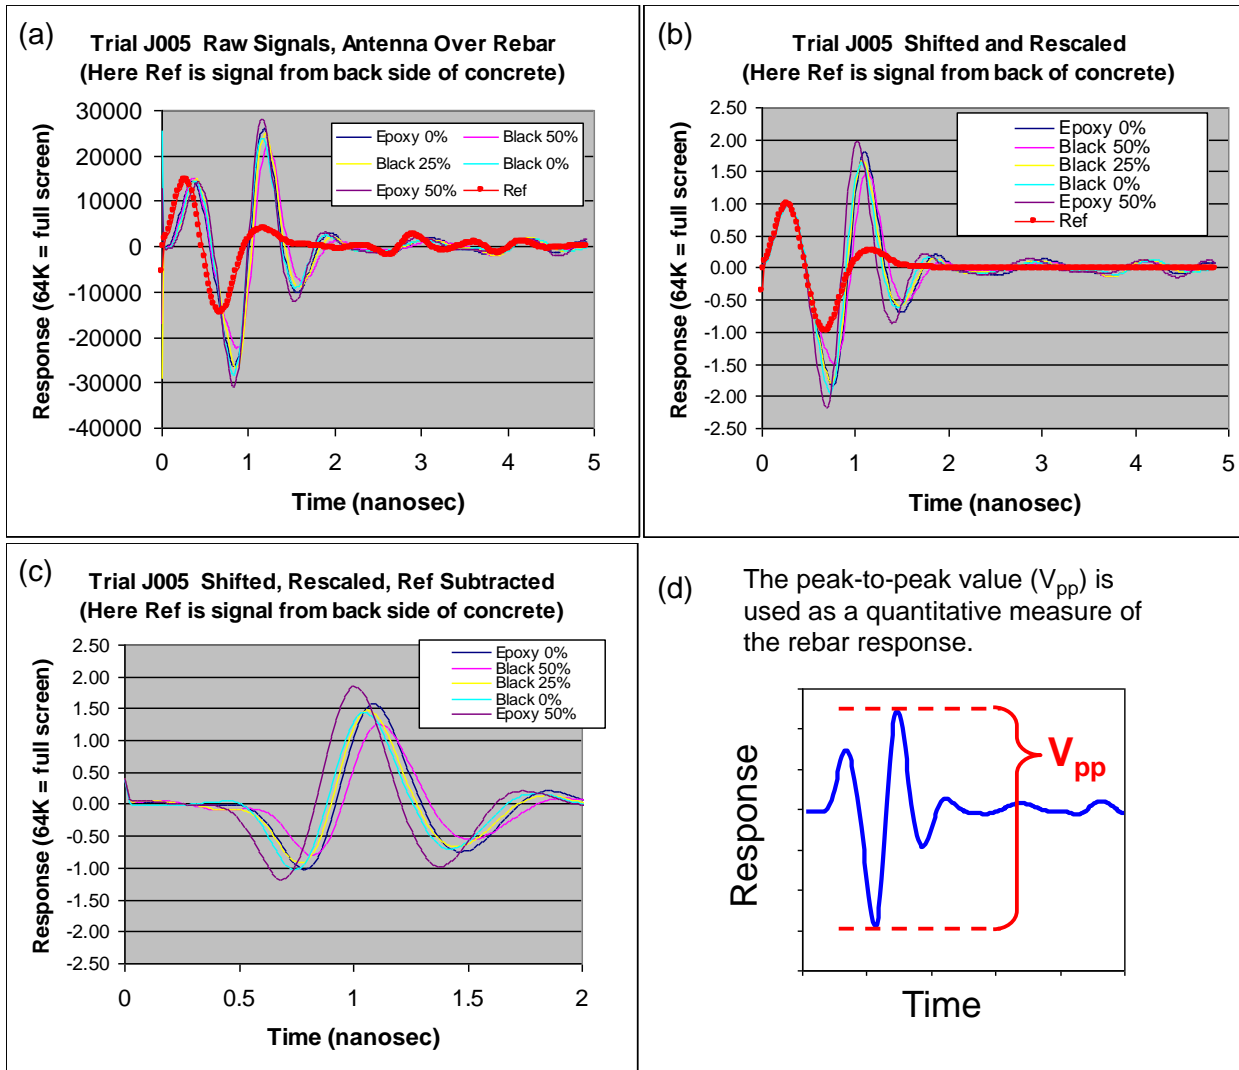 (a)
Trial J005  Raw Signals, Antenna Over Rebar
(Here Ref is signal from back side of concrete)
Response (64K = full screen)
30000
20000
10000
0
-10000
-20000
-30000
-40000
Epoxy 0%
Black 50%
Black 25%
Black 0%
Epoxy 50%
Ref
0
1
2
3
4
5
Time (nanosec)
(b)
Trial J005  Shifted and Rescaled
(Here Ref is signal from back of concrete)
Response (64K = full screen)
2.50
2.00
1.50
1.00
0.50
0.00
-0.50
-1.00
-1.50
-2.00
-2.50
Epoxy 0%
Black 50%
Black 25%
Black 0%
Epoxy 50%
Ref
0
1
2
3
4
5
Time (nanosec)
(c)
Trial J005  Shifted, Rescaled, Ref Subtracted
(Here Ref is signal from back side of concrete)
Response (64K = full screen)
2.50
2.00
1.50
1.00
0.50
0.00
-0.50
-1.00
-1.50
-2.00
-2.50
Epoxy 0%
Black 50%
Black 25%
Black 0%
Epoxy 50%
0
0.5
1
1.5
2
Time (nanosec)
(d)
The peak-to-peak value (Vpp) is
used as a quantitative measure of
the rebar response.
Response
Vpp
Time